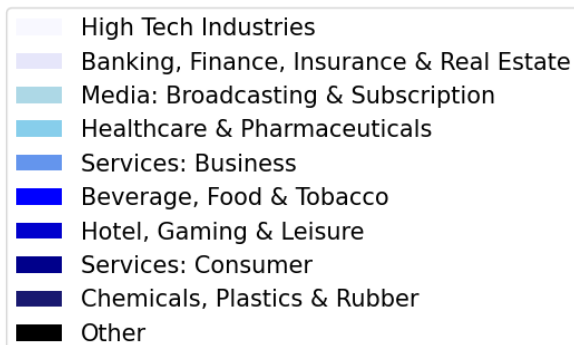 High Tech Industries
Banking, Finance, Insurance & Real Estate
Media: Broadcasting & Subscription
Healthcare & Pharmaceuticals
Services: Business
Beverage, Food & Tobacco
Hotel, Gaming & Leisure
Services: Consumer
Chemicals, Plastics & Rubber
Other